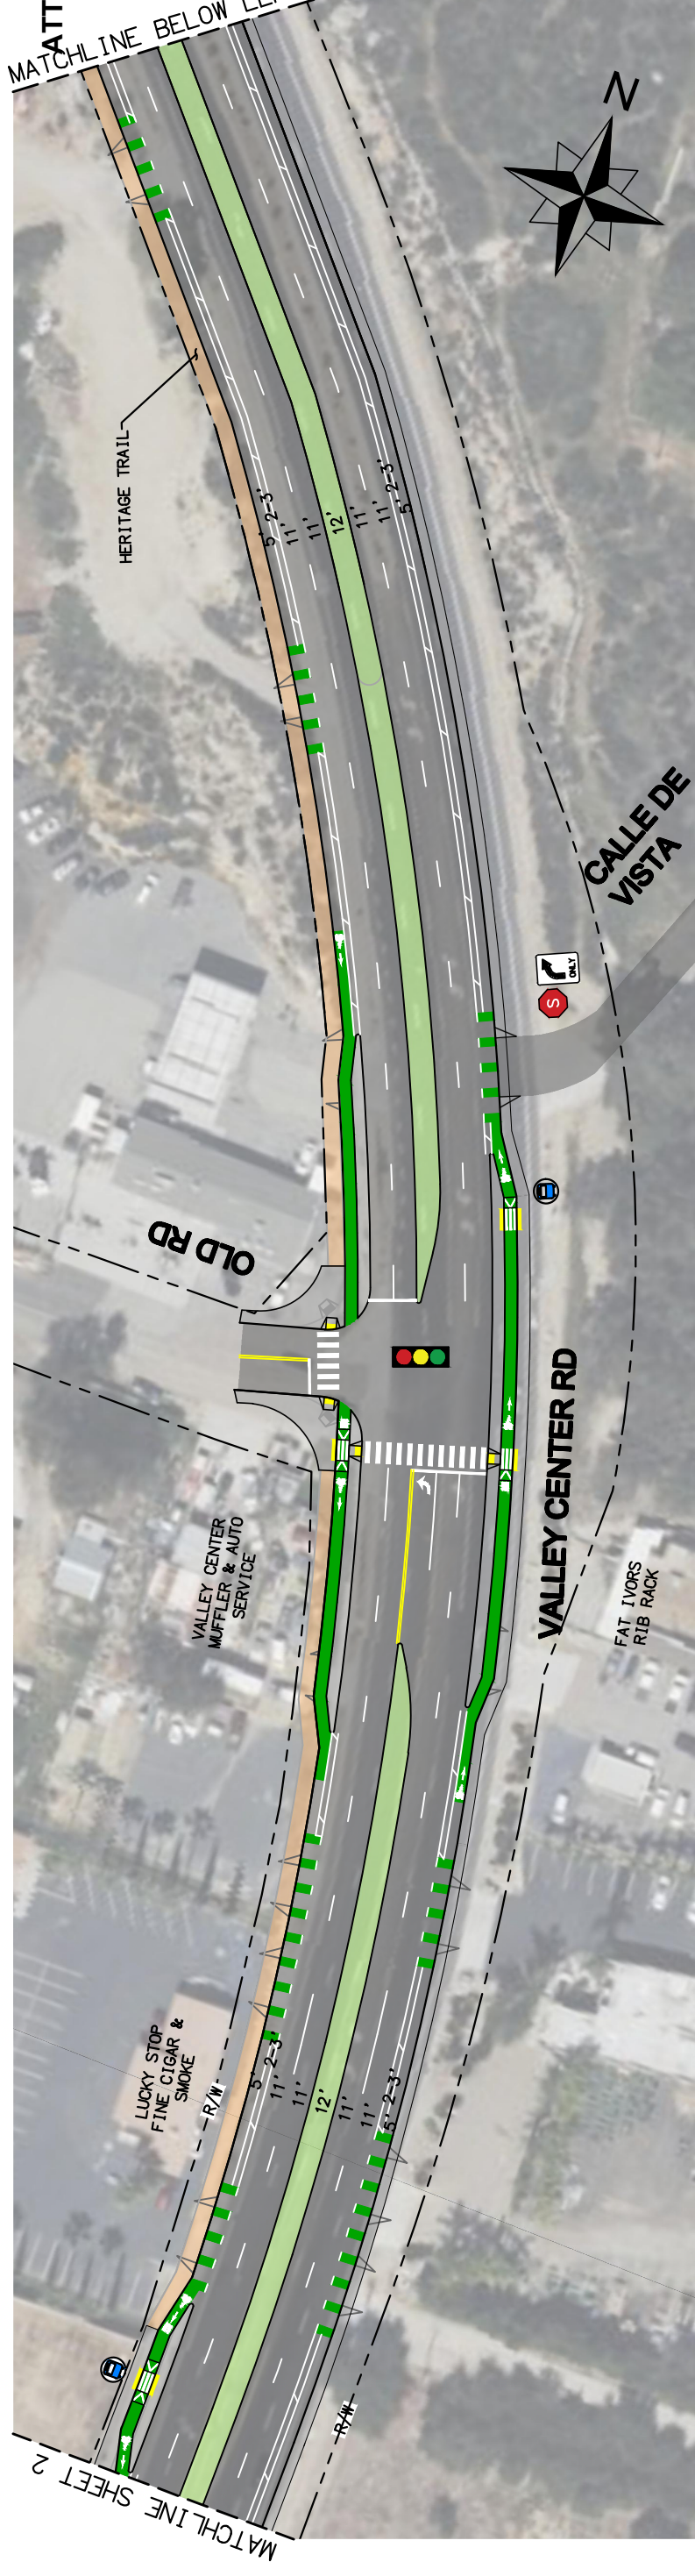 ATT
MATCHLINE BELOW
N
HERITAGE TRAIL
5' 2-3'
11'
11'
12'
11'
11'
5' 2-3'
CALLE DE
VISTA
ONLY
S
OLD RD
VALLEY CENTER RD
VALLEY CENTER
MUFFLER & AUTO
SERVICE
FAT IVORS
RIB RACK
LUCKY STOP
FINE CIGAR &
SMOKE
R/W
5' 2-3'
11'
11'
12'
11'
11'
5' 2-3'
R/W
MATCHLINE SHEET 2